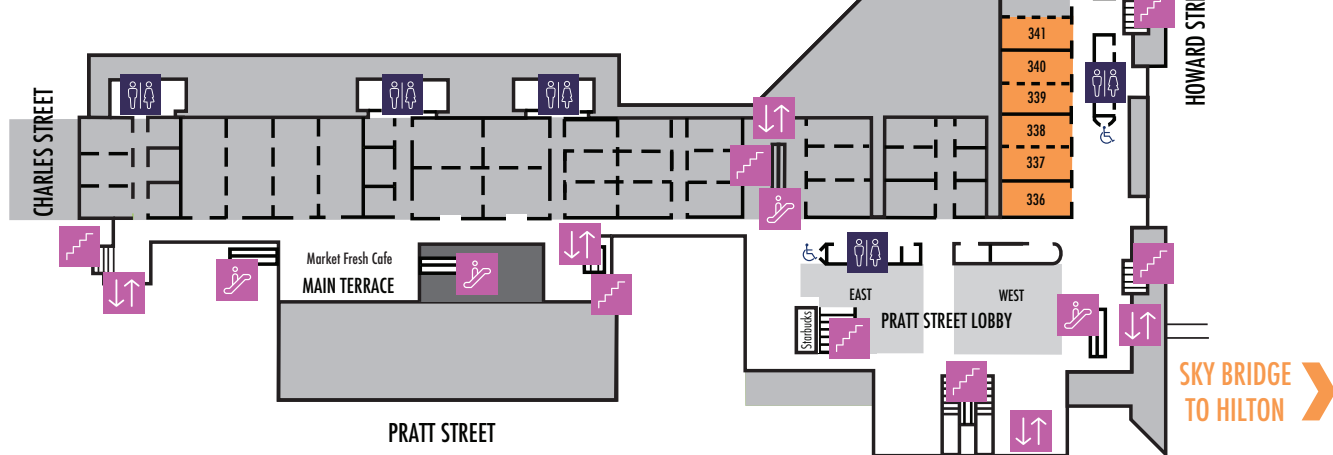 341
340
339
338
337
336
CHARLES STREET
HOWARD STRE
Market Fresh Cafe
MAIN TERRACE
EAST
WEST
PRATT STREET LOBBY
Starbucks
PRATT STREET
SKY BRIDGE
TO HILTON